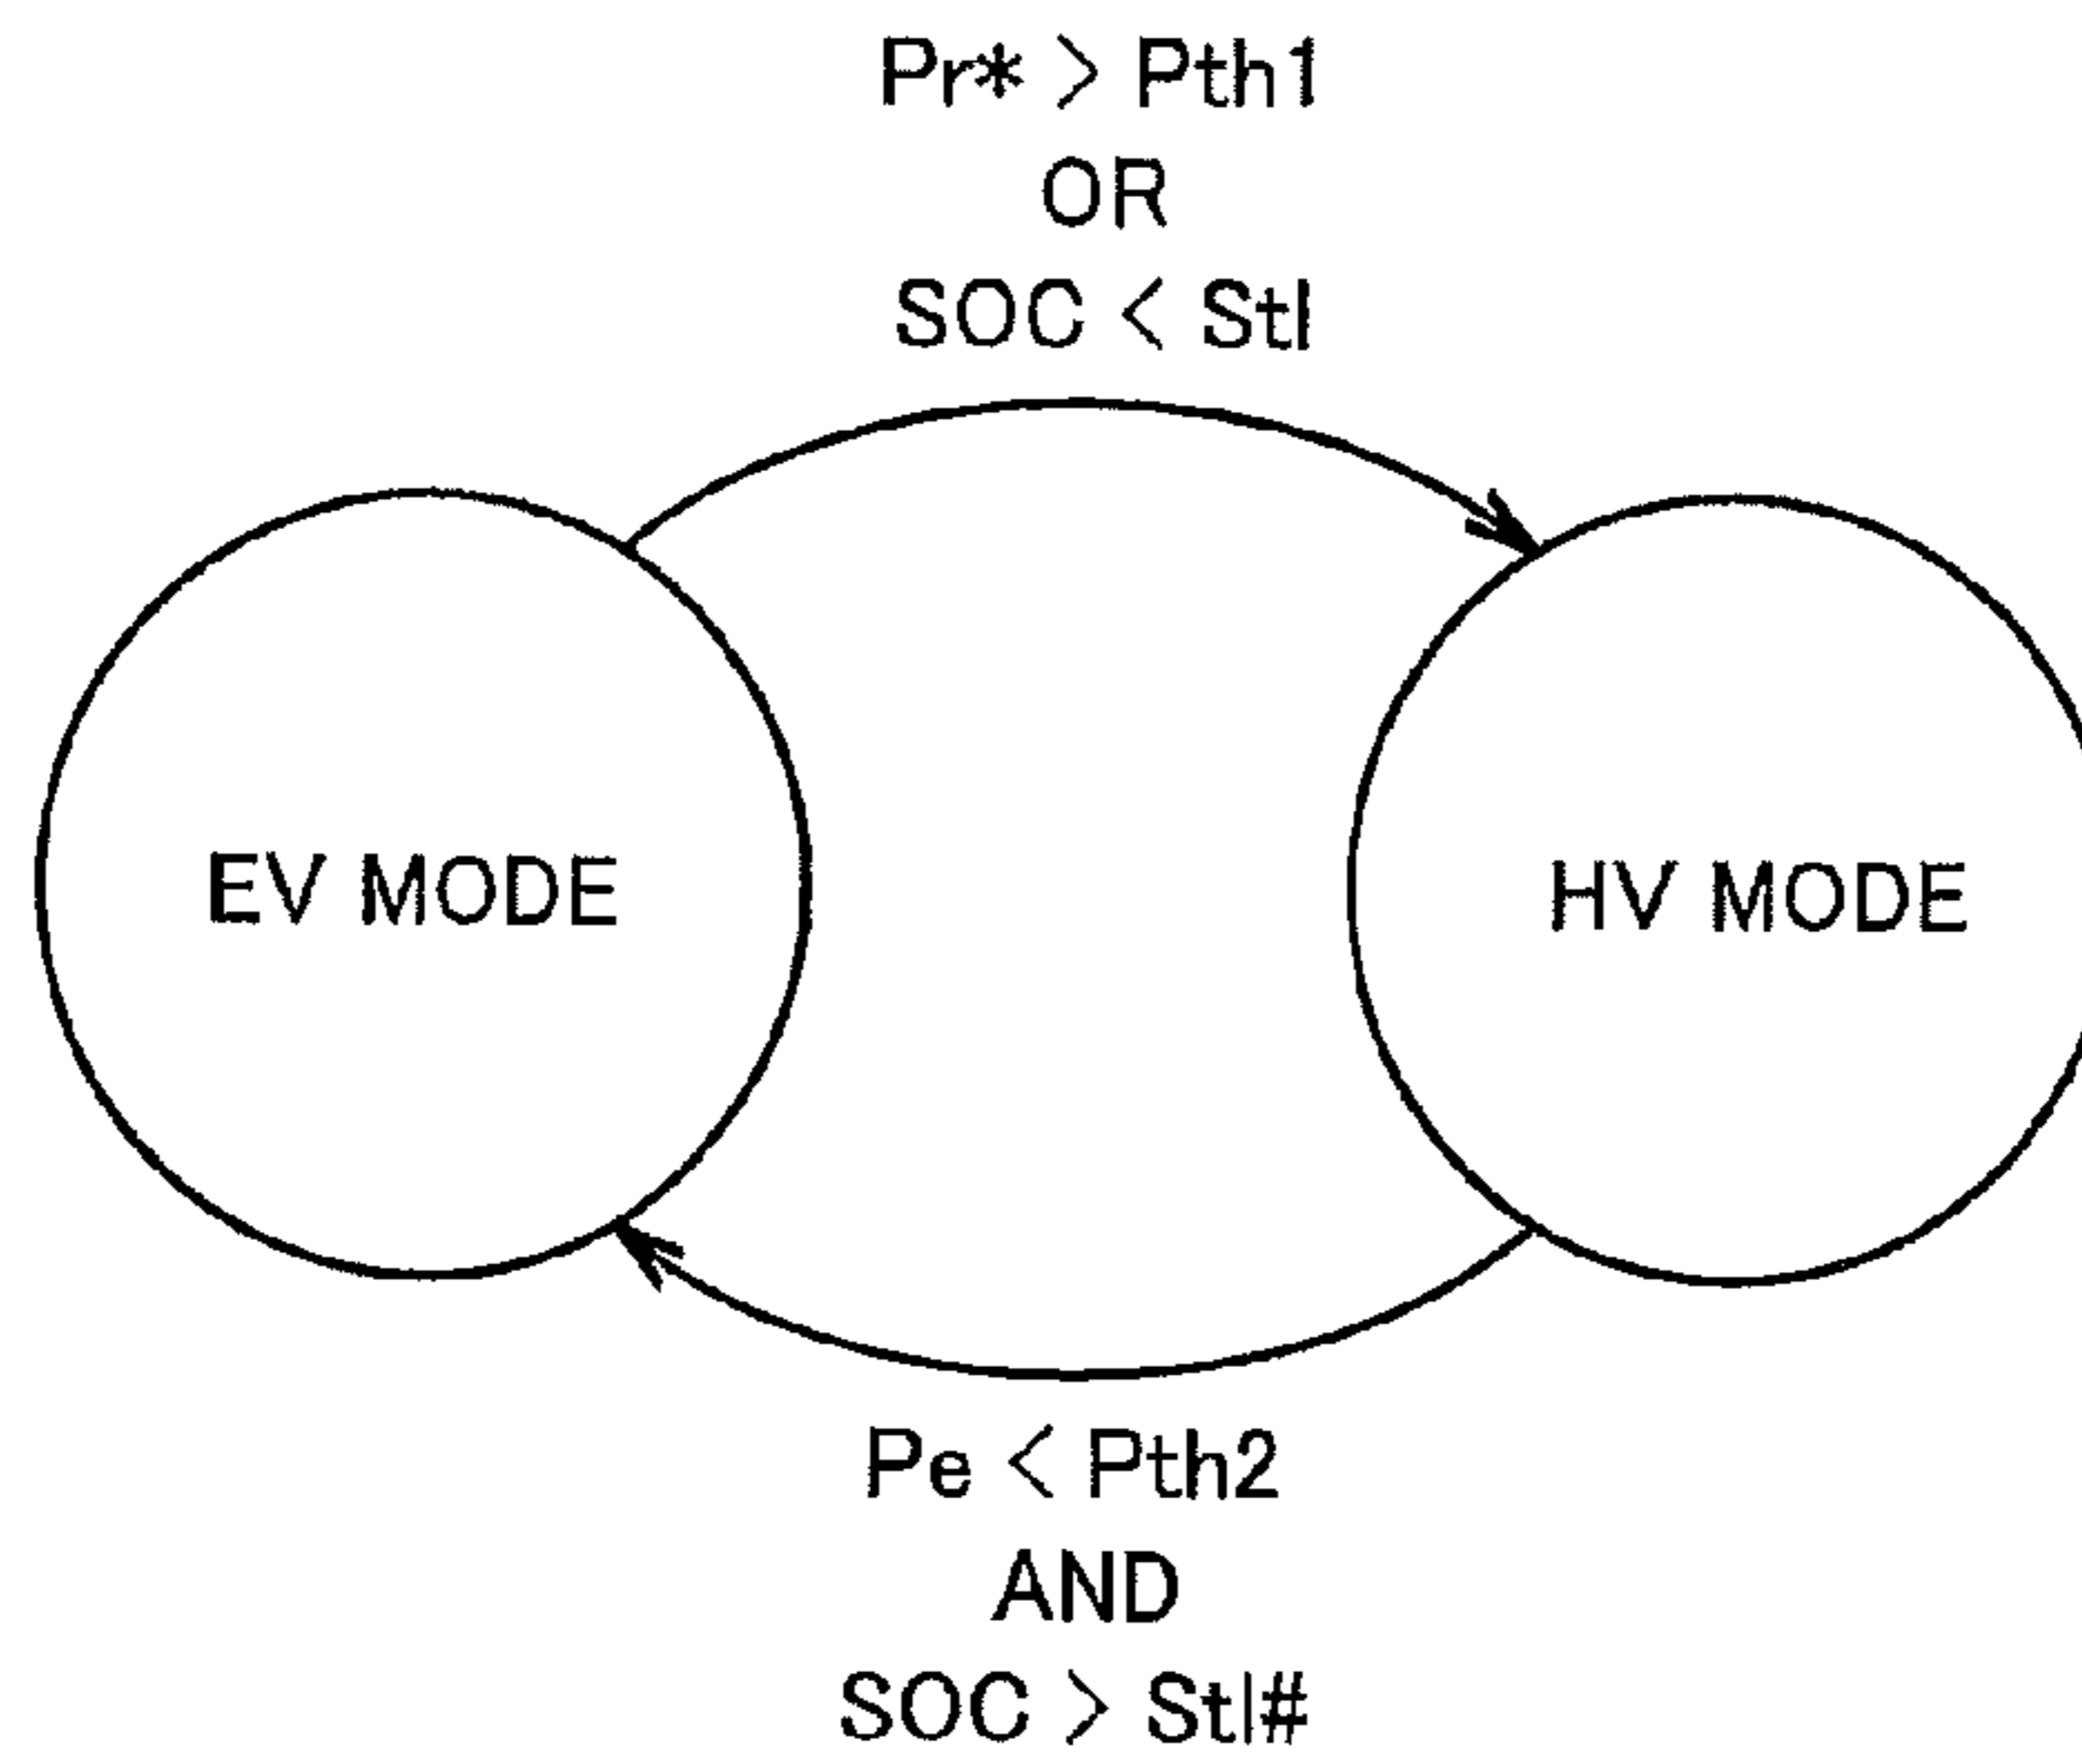 Pr* > Pth1
OR
SOC < Stl
EV MODE
HV MODE
Pe < Pth2
AND
SOC > Stl#